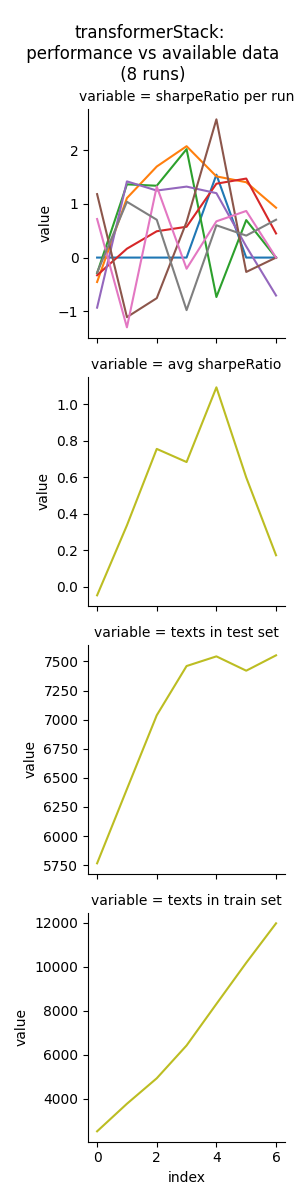 transformerStack:
performance vs available data
(8 runs)
variable = sharpeRatio per run
2
1
0
−1
value
variable = avg sharpeRatio
1.0
0.8
0.6
0.4
0.2
0.0
value
variable = texts in test set
7500
7250
7000
6750
6500
6250
6000
5750
value
variable = texts in train set
12000
10000
8000
6000
4000
value
0 2 4 6
index